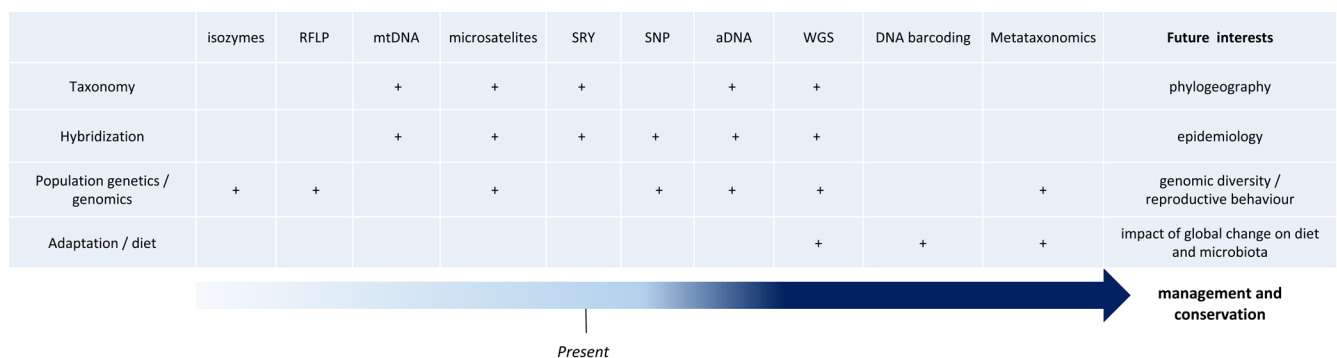 isozymes RFLP mtDNA microsatelites SRY SNP aDNA WGS DNA barcoding Metataxonomics Future interests
Taxonomy + + + + + phylogeography
Hybridization + + + + + + epidemiology
Population genetics /
genomics
+ + + + + + +
genomic diversity /
reproductive behaviour
Adaptation / diet + + +
impact of global change on diet
and microbiota
management and
conservation
Present